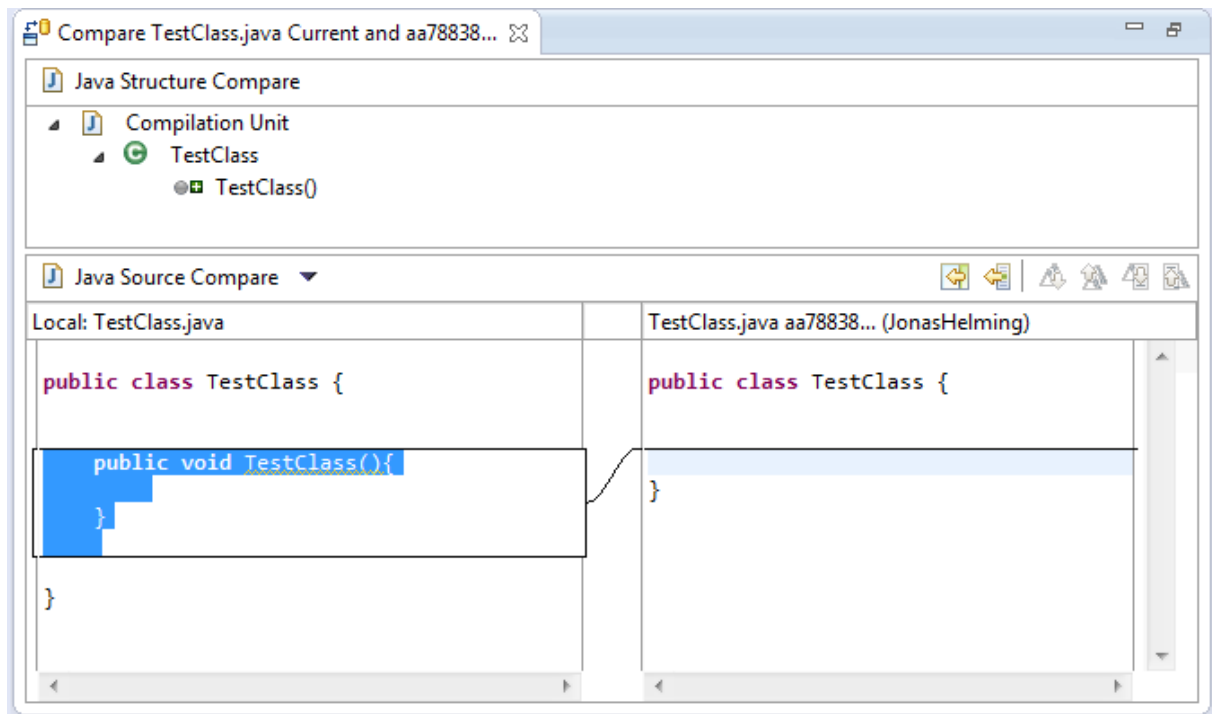 Compare TestClass.java Current and aa78838...
Java Structure Compare
Compilation Unit
TestClass
TestClass()
Java Source Compare
Local: TestClass.java
TestClass.java aa78838... (JonasHelming)
public class TestClass {
public void TestClass(){
}
}
public class TestClass {
}